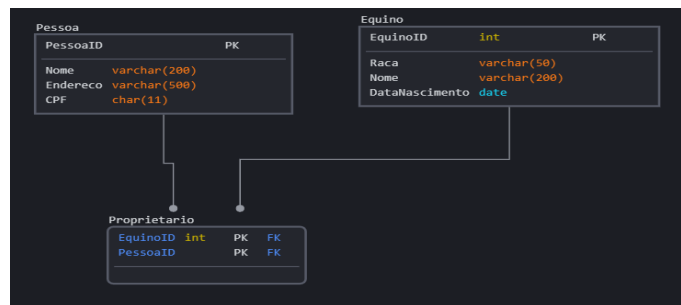 Pessoa
PessoaID PK
Nome varchar(200)
Endereco varchar(500)
CPF char(11)
Equino
EquinoID int PK
Raca varchar(50)
Nome varchar(200)
DataNascimento date
Proprietario
EquinoID int PK FK
PessoaID PK FK